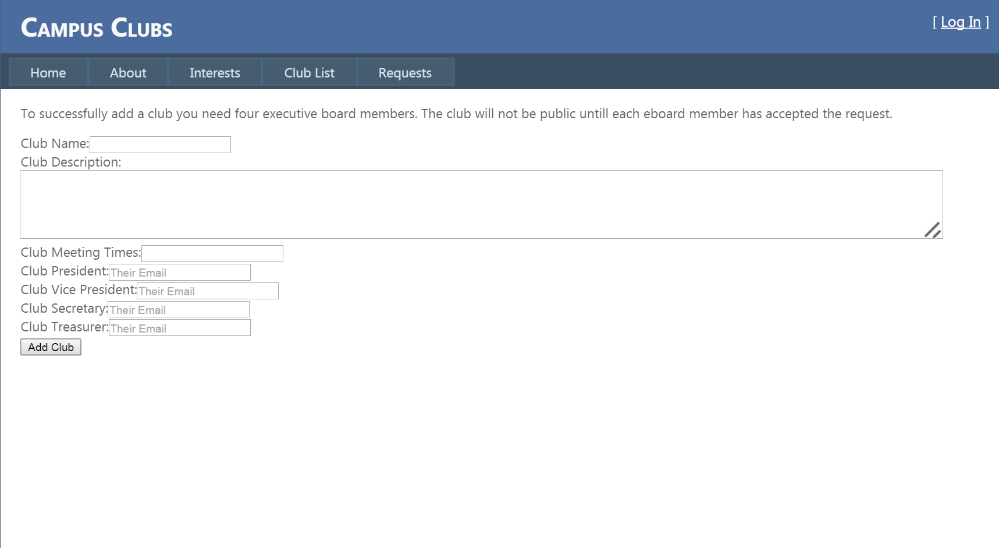 Campus Clubs
[ Log In ]
Home About Interests Club List Requests
To successfully add a club you need four executive board members. The club will not be public untill each eboard member has accepted the request.
Club Name:
Club Description:
Club Meeting Times:
Club President: Their Email
Club Vice President: Their Email
Club Secretary: Their Email
Club Treasurer: Their Email
Add Club